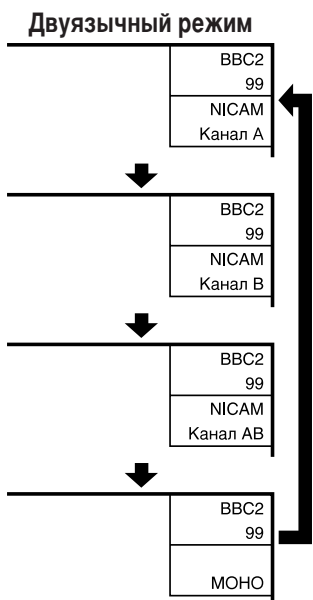 Двуязычный режим
BBC2
99
NICAM
Канал A
BBC2
99
NICAM
Канал B
BBC2
99
NICAM
Канал AB
BBC2
99
МОНО